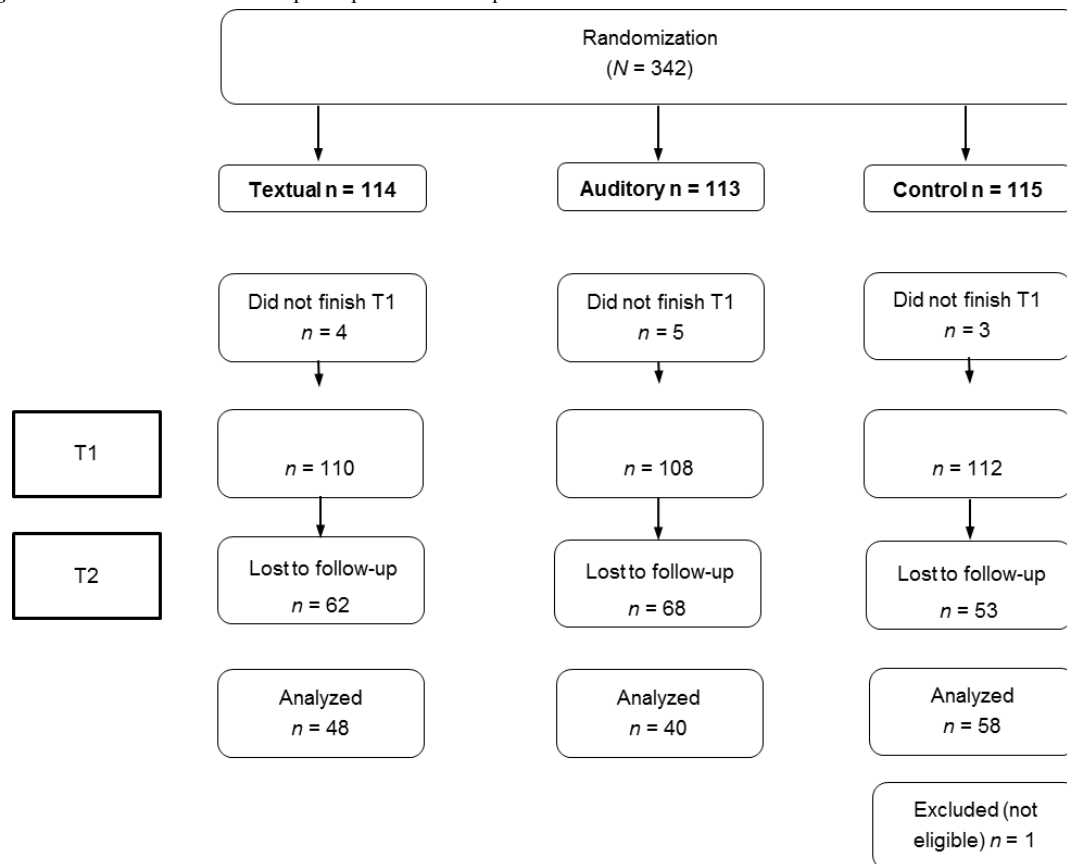 Randomization
(N = 342)
Textual n = 114
Auditory n = 113
Control n = 115
Did not finish T1
n = 4
Did not finish T1
n = 5
Did not finish T1
n = 3
T1
n = 110
n = 108
n = 112
T2
Lost to follow-up
n = 62
Lost to follow-up
n = 68
Lost to follow-up
n = 53
Analyzed
n = 48
Analyzed
n = 40
Analyzed
n = 58
Excluded (not
eligible) n = 1